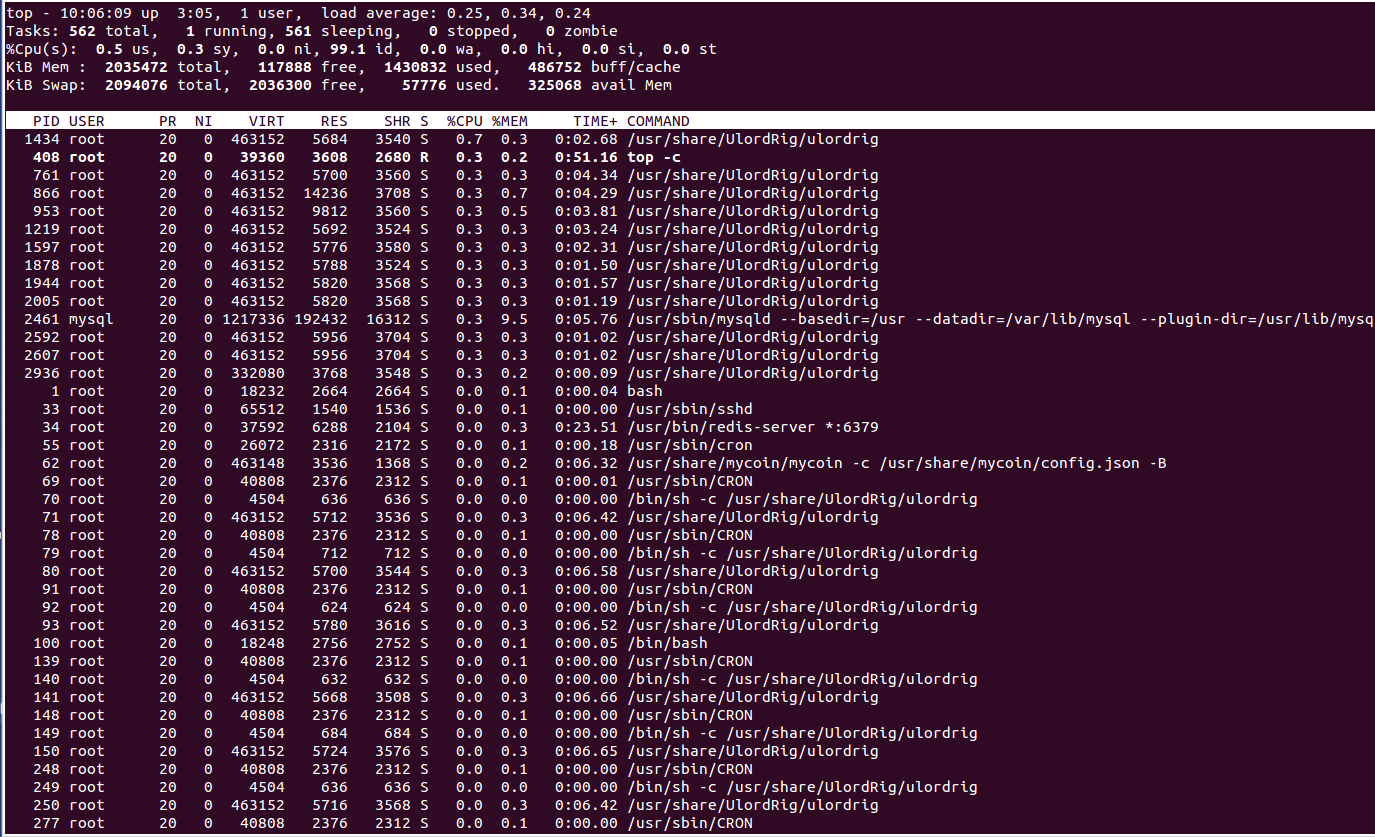 top - 10:06:09 up  3:05,  1 user,  load average: 0.25, 0.34, 0.24
Tasks: 562 total,   1 running, 561 sleeping,   0 stopped,   0 zombie
%Cpu(s):  0.5 us,  0.3 sy,  0.0 ni, 99.1 id,  0.0 wa,  0.0 hi,  0.0 si,  0.0 st
KiB Mem :  2035472 total,   117888 free,  1430832 used,   486752 buff/cache
KiB Swap:  2094076 total,  2036300 free,    57776 used.   325068 avail Mem
PID USER      PR  NI    VIRT    RES    SHR S  %CPU %MEM     TIME+ COMMAND
1434 root      20   0  463152   5684   3540 S   0.7  0.3   0:02.68 /usr/share/UlordRig/ulordrig
408 root      20   0   39360   3608   2680 R   0.3  0.2   0:51.16 top -c
761 root      20   0  463152   5700   3560 S   0.3  0.3   0:04.34 /usr/share/UlordRig/ulordrig
866 root      20   0  463152  14236   3708 S   0.3  0.7   0:04.29 /usr/share/UlordRig/ulordrig
953 root      20   0  463152   9812   3560 S   0.3  0.5   0:03.81 /usr/share/UlordRig/ulordrig
1219 root      20   0  463152   5692   3524 S   0.3  0.3   0:03.24 /usr/share/UlordRig/ulordrig
1597 root      20   0  463152   5776   3580 S   0.3  0.3   0:02.31 /usr/share/UlordRig/ulordrig
1878 root      20   0  463152   5788   3524 S   0.3  0.3   0:01.50 /usr/share/UlordRig/ulordrig
1944 root      20   0  463152   5820   3568 S   0.3  0.3   0:01.57 /usr/share/UlordRig/ulordrig
2005 root      20   0  463152   5820   3568 S   0.3  0.3   0:01.19 /usr/share/UlordRig/ulordrig
2461 mysql     20   0 1217336 192432  16312 S   0.3  9.5   0:05.76 /usr/sbin/mysqld --basedir=/usr --datadir=/var/lib/mysql --plugin-dir=/usr/lib/mysq
2592 root      20   0  463152   5956   3704 S   0.3  0.3   0:01.02 /usr/share/UlordRig/ulordrig
2607 root      20   0  463152   5956   3704 S   0.3  0.3   0:01.02 /usr/share/UlordRig/ulordrig
2936 root      20   0  332080   3768   3548 S   0.3  0.2   0:00.09 /usr/share/UlordRig/ulordrig
1 root      20   0   18232   2664   2664 S   0.0  0.1   0:00.04 bash
33 root      20   0   65512   1540   1536 S   0.0  0.1   0:00.00 /usr/sbin/sshd
34 root      20   0   37592   6288   2104 S   0.0  0.3   0:23.51 /usr/bin/redis-server *:6379
55 root      20   0   26072   2316   2172 S   0.0  0.1   0:00.18 /usr/sbin/cron
62 root      20   0  463148   3536   1368 S   0.0  0.2   0:06.32 /usr/share/mycoin/mycoin -c /usr/share/mycoin/config.json -B
69 root      20   0   40808   2376   2312 S   0.0  0.1   0:00.01 /usr/sbin/CRON
70 root      20   0    4504    636    636 S   0.0  0.0   0:00.00 /bin/sh -c /usr/share/UlordRig/ulordrig
71 root      20   0  463152   5712   3536 S   0.0  0.3   0:06.42 /usr/share/UlordRig/ulordrig
78 root      20   0   40808   2376   2312 S   0.0  0.1   0:00.00 /usr/sbin/CRON
79 root      20   0    4504    712    712 S   0.0  0.0   0:00.00 /bin/sh -c /usr/share/UlordRig/ulordrig
80 root      20   0  463152   5700   3544 S   0.0  0.3   0:06.58 /usr/share/UlordRig/ulordrig
91 root      20   0   40808   2376   2312 S   0.0  0.1   0:00.00 /usr/sbin/CRON
92 root      20   0    4504    624    624 S   0.0  0.0   0:00.00 /bin/sh -c /usr/share/UlordRig/ulordrig
93 root      20   0  463152   5780   3616 S   0.0  0.3   0:06.52 /usr/share/UlordRig/ulordrig
100 root      20   0   18248   2756   2752 S   0.0  0.1   0:00.05 /bin/bash
139 root      20   0   40808   2376   2312 S   0.0  0.1   0:00.00 /usr/sbin/CRON
140 root      20   0    4504    632    632 S   0.0  0.0   0:00.00 /bin/sh -c /usr/share/UlordRig/ulordrig
141 root      20   0  463152   5668   3508 S   0.0  0.3   0:06.66 /usr/share/UlordRig/ulordrig
148 root      20   0   40808   2376   2312 S   0.0  0.1   0:00.00 /usr/sbin/CRON
149 root      20   0    4504    684    684 S   0.0  0.0   0:00.00 /bin/sh -c /usr/share/UlordRig/ulordrig
150 root      20   0  463152   5724   3576 S   0.0  0.3   0:06.65 /usr/share/UlordRig/ulordrig
248 root      20   0   40808   2376   2312 S   0.0  0.1   0:00.00 /usr/sbin/CRON
249 root      20   0    4504    636    636 S   0.0  0.0   0:00.00 /bin/sh -c /usr/share/UlordRig/ulordrig
250 root      20   0  463152   5716   3568 S   0.0  0.3   0:06.42 /usr/share/UlordRig/ulordrig
277 root      20   0   40808   2376   2312 S   0.0  0.1   0:00.00 /usr/sbin/CRON